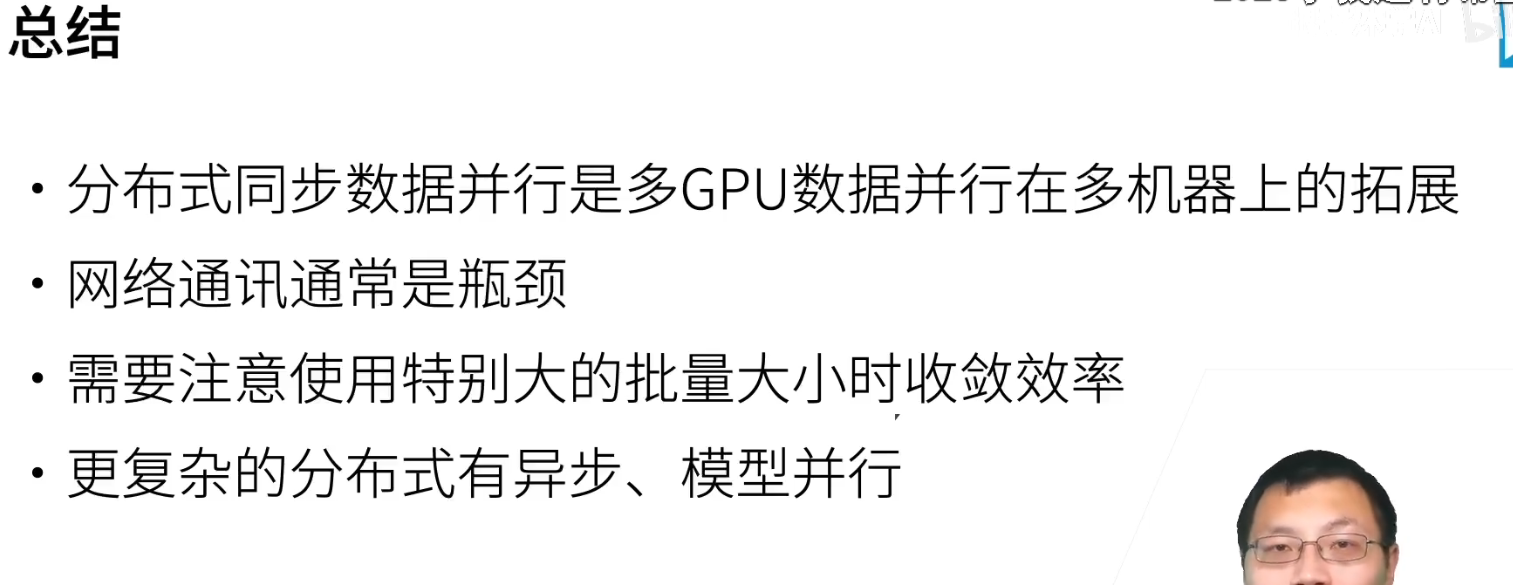 总结
• 分布式同步数据并行是多GPU数据并行在多机器上的拓展
• 网络通讯通常是瓶颈
• 需要注意使用特别大的批量大小时收敛效率
• 更复杂的分布式有异步、模型并行